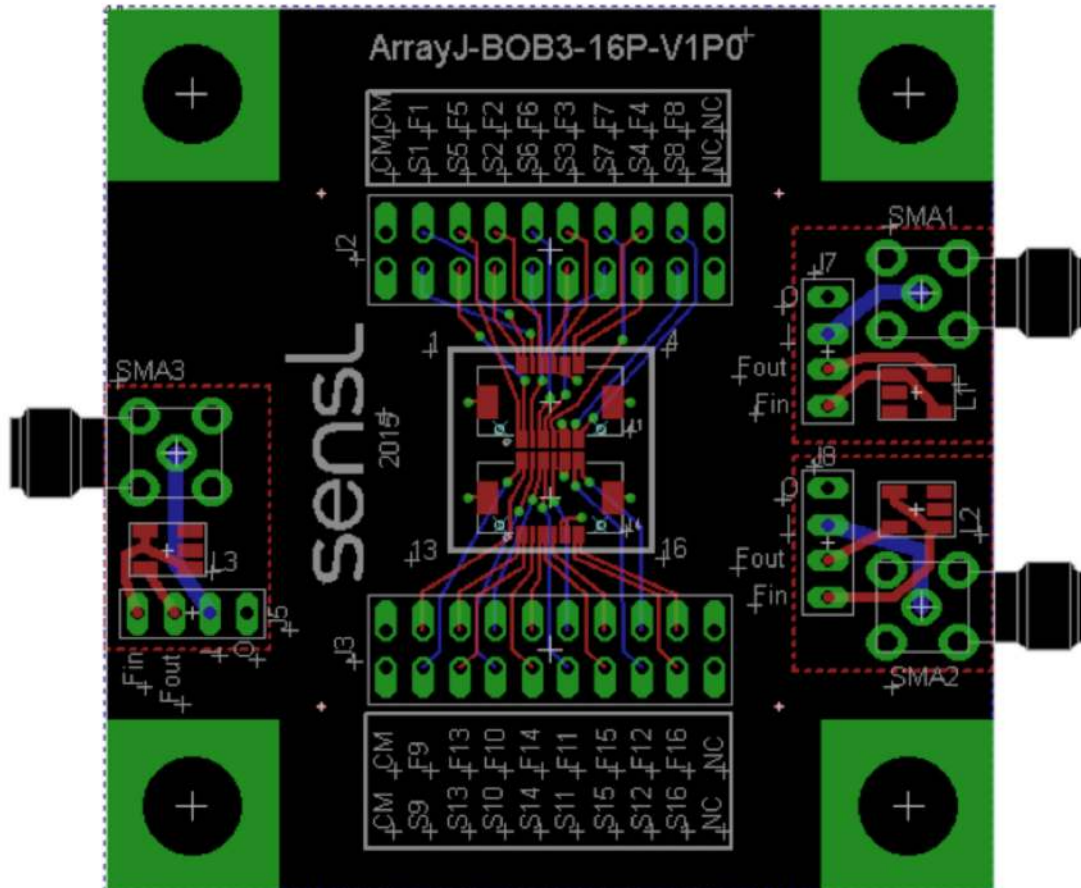 ArrayJ-BOB3-16P-V1P0
CM F1 F5 F2 F6 F3 F7 F4 F8 NC
CM S1 S5 S2 S6 S3 S7 S4 S8 NC
J2
SMA1
J7
O
I
Fout
Fin
L1
1
4
SMA3
sensL
2015
L3
J5
Fin
Fout
I
O
J8
O
I
Fout
Fin
L2
SMA2
13
16
J3
CM F9 F13 F10 F14 F11 F15 F12 F16 NC
CM S9 S13 S10 S14 S11 S15 S12 S16 NC